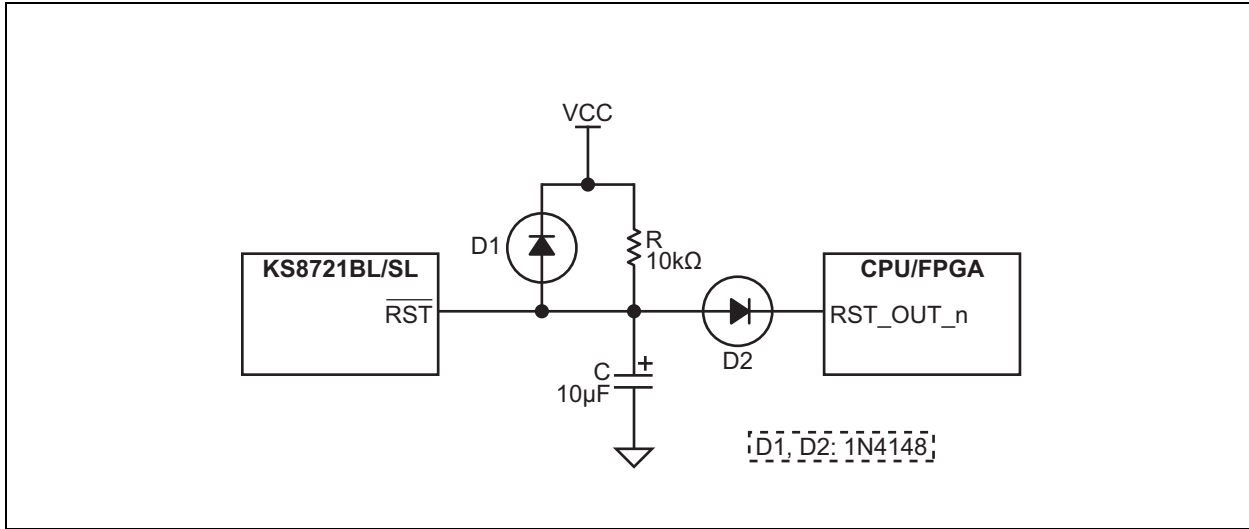 VCC
D1
R
10kΩ
KS8721BL/SL
RST
CPU/FPGA
RST_OUT_n
D2
C
+
10µF
D1, D2: 1N4148